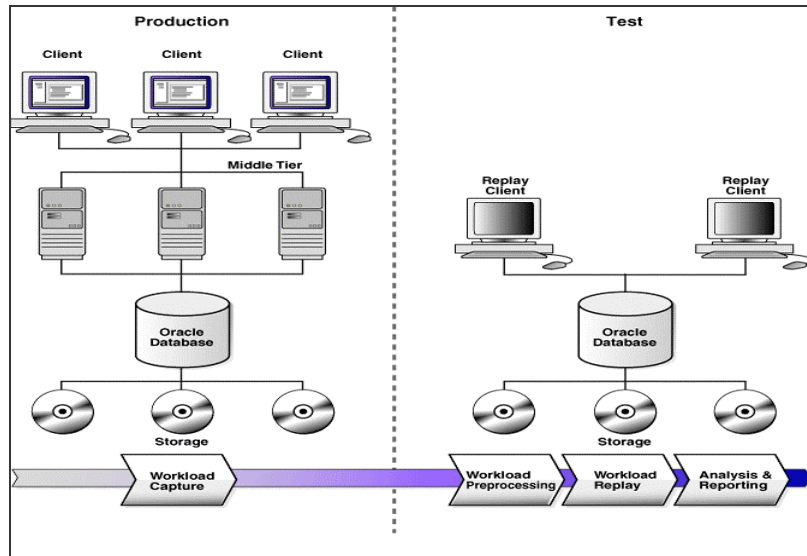 Production
Test
Client
Client
Client
Middle Tier
Replay
Client
Replay
Client
Oracle
Database
Oracle
Database
Storage
Storage
Workload
Capture
Workload
Preprocessing
Workload
Replay
Analysis &
Reporting